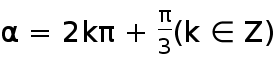 α = 2kπ + π/3(k ∈ Z)